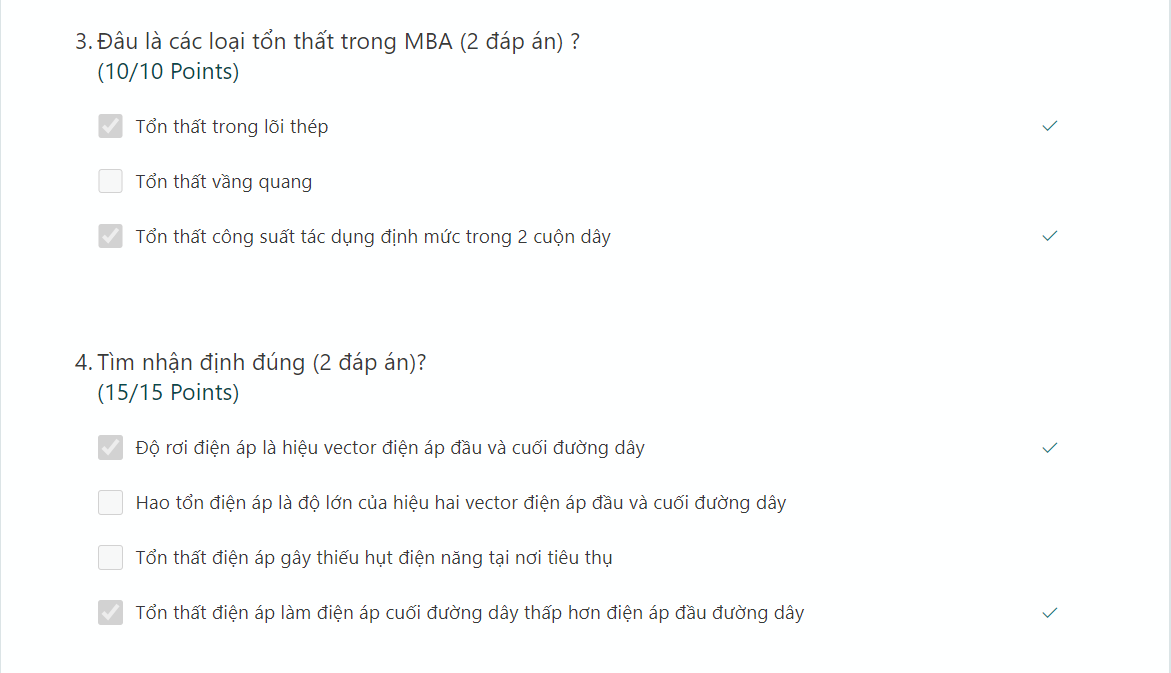 3. Đâu là các loại tổn thất trong MBA (2 đáp án) ?
(10/10 Points)
Tổn thất trong lõi thép
Tổn thất vầng quang
Tổn thất công suất tác dụng định mức trong 2 cuộn dây
4. Tìm nhận định đúng (2 đáp án)?
(15/15 Points)
Độ rơi điện áp là hiệu vector điện áp đầu và cuối đường dây
Hao tổn điện áp là độ lớn của hiệu hai vector điện áp đầu và cuối đường dây
Tổn thất điện áp gây thiếu hụt điện năng tại nơi tiêu thụ
Tổn thất điện áp làm điện áp cuối đường dây thấp hơn điện áp đầu đường dây